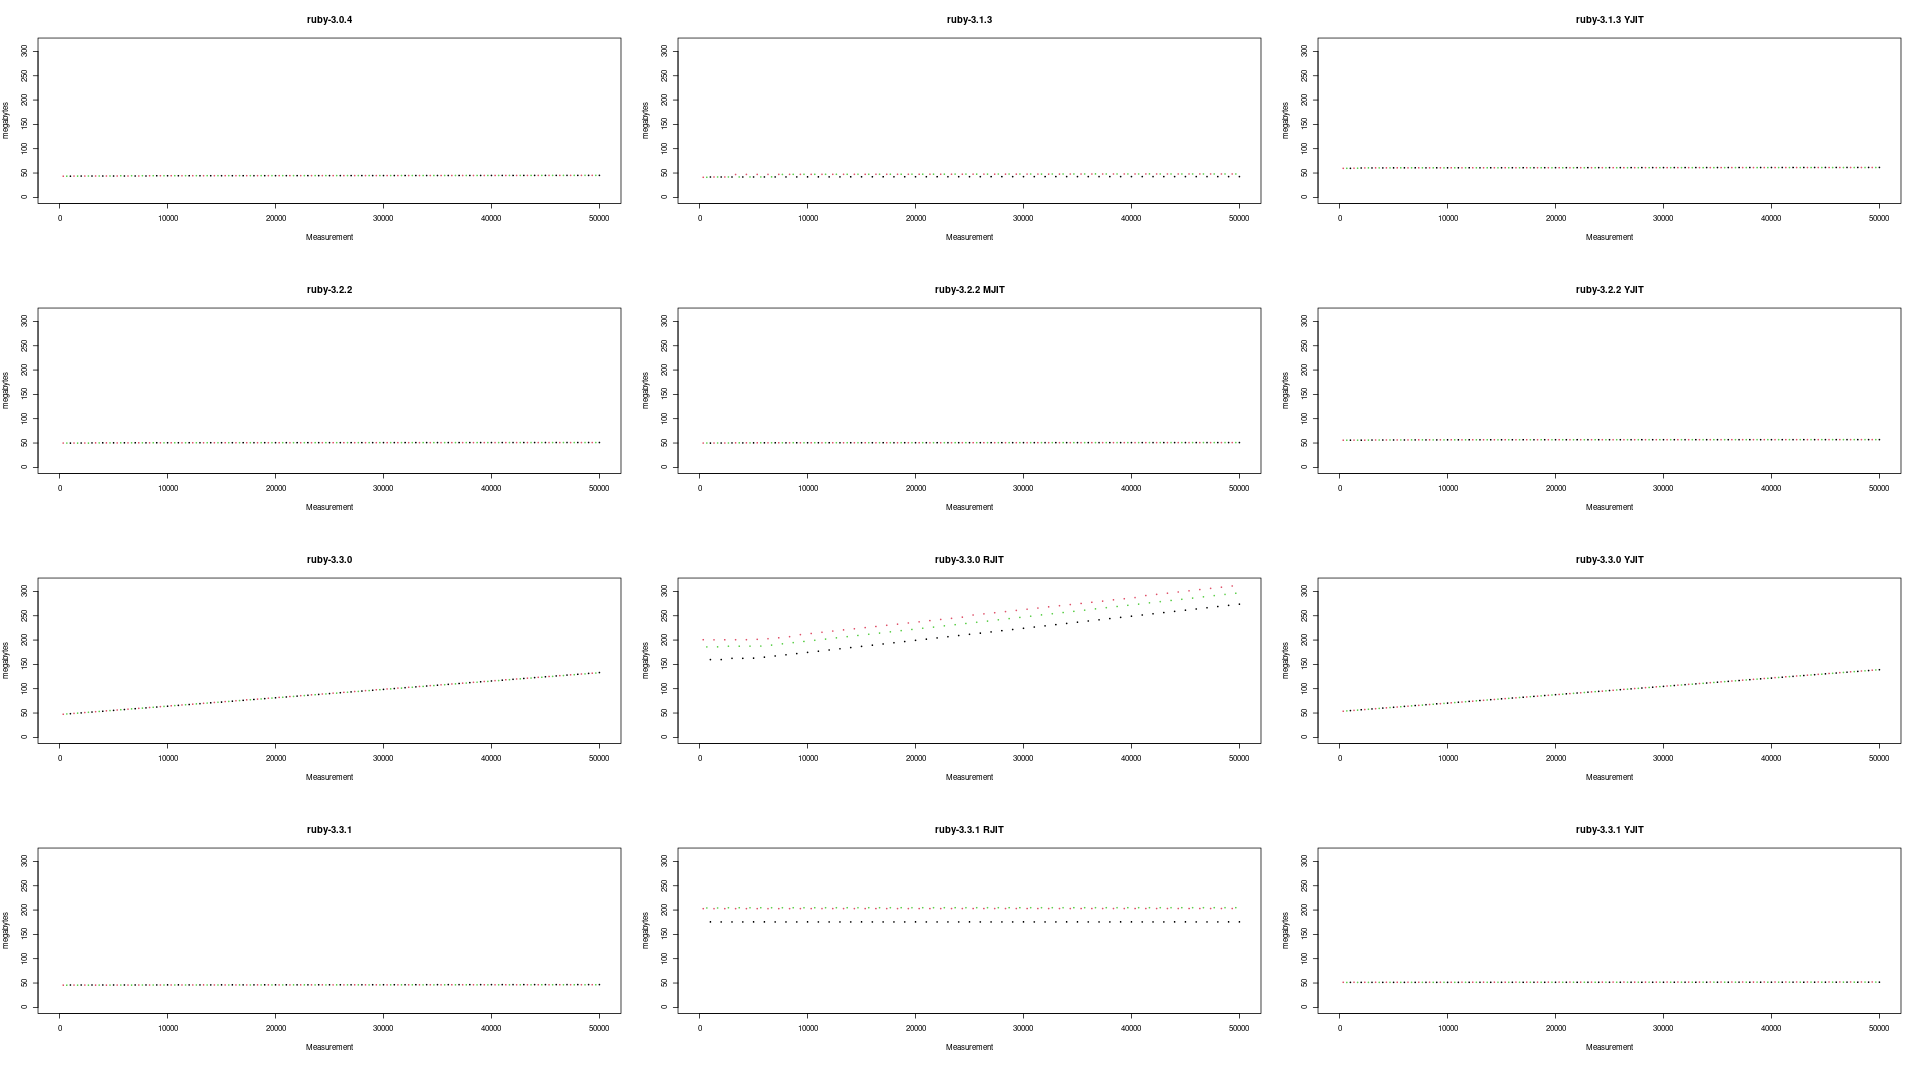 ruby-3.0.4
300
250
200
150
100
50
0
megabytes
0 10000 20000 30000 40000 50000
Measurement
ruby-3.1.3
300
250
200
150
100
50
0
megabytes
0 10000 20000 30000 40000 50000
Measurement
ruby-3.1.3 YJIT
300
250
200
150
100
50
0
megabytes
0 10000 20000 30000 40000 50000
Measurement
ruby-3.2.2
300
250
200
150
100
50
0
megabytes
0 10000 20000 30000 40000 50000
Measurement
ruby-3.2.2 MJIT
300
250
200
150
100
50
0
megabytes
0 10000 20000 30000 40000 50000
Measurement
ruby-3.2.2 YJIT
300
250
200
150
100
50
0
megabytes
0 10000 20000 30000 40000 50000
Measurement
ruby-3.3.0
300
250
200
150
100
50
0
megabytes
0 10000 20000 30000 40000 50000
Measurement
ruby-3.3.0 RJIT
300
250
200
150
100
50
0
megabytes
0 10000 20000 30000 40000 50000
Measurement
ruby-3.3.0 YJIT
300
250
200
150
100
50
0
megabytes
0 10000 20000 30000 40000 50000
Measurement
ruby-3.3.1
300
250
200
150
100
50
0
megabytes
0 10000 20000 30000 40000 50000
Measurement
ruby-3.3.1 RJIT
300
250
200
150
100
50
0
megabytes
0 10000 20000 30000 40000 50000
Measurement
ruby-3.3.1 YJIT
300
250
200
150
100
50
0
megabytes
0 10000 20000 30000 40000 50000
Measurement